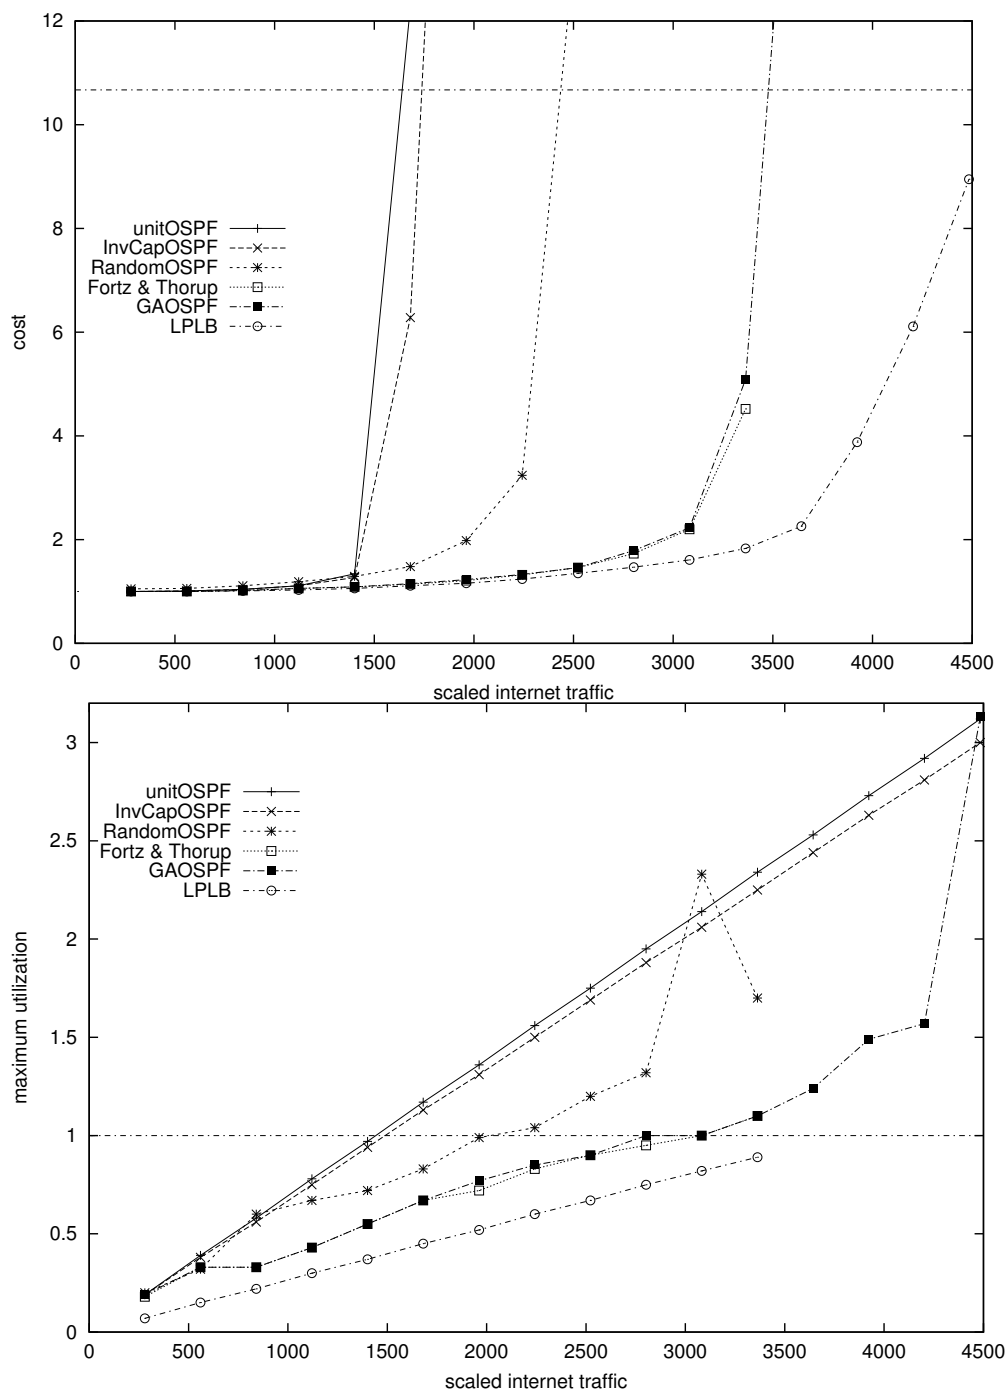 12
10
8
unitOSPF
InvCapOSPF
RandomOSPF
Fortz & Thorup
GAOSPF
LPLB
cost
6
4
2
0
0 500 1000 1500 2000 2500 3000 3500 4000 4500
scaled internet traffic
3
unitOSPF
InvCapOSPF
RandomOSPF
Fortz & Thorup
GAOSPF
LPLB
2.5
2
maximum utilization
1.5
1
0.5
0
0 500 1000 1500 2000 2500 3000 3500 4000 4500
scaled internet traffic